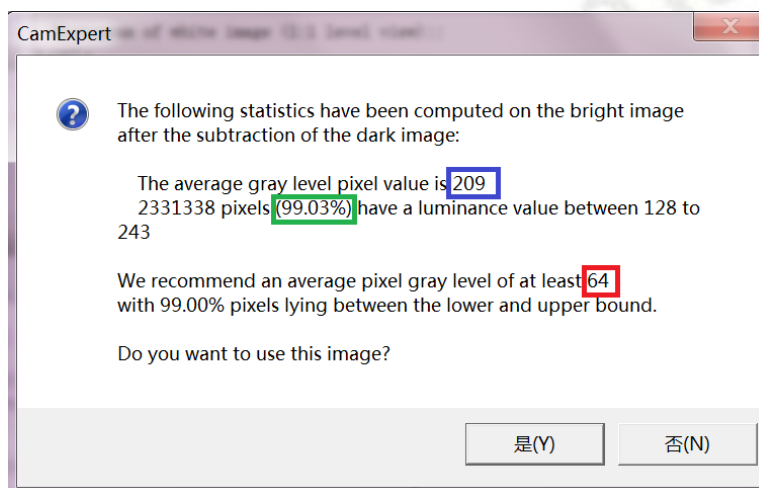 CamExpert
The following statistics have been computed on the bright image
after the subtraction of the dark image:
The average gray level pixel value is 209
2331338 pixels (99.03%) have a luminance value between 128 to
243
We recommend an average pixel gray level of at least 64
with 99.00% pixels lying between the lower and upper bound.
Do you want to use this image?
是(Y)
否(N)